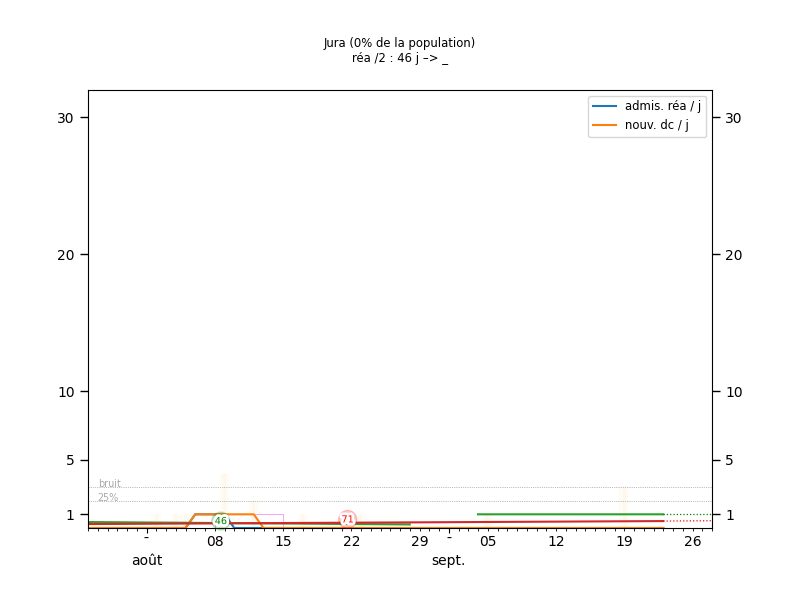 Jura (0% de la population)
réa /2 : 46 j –> _
admis. réa / j
nouv. dc / j
30 30
20 20
10 10
5 5
bruit
25%
1 46 71 1
- 08 15 22 29 - 05 12 19 26
août sept.